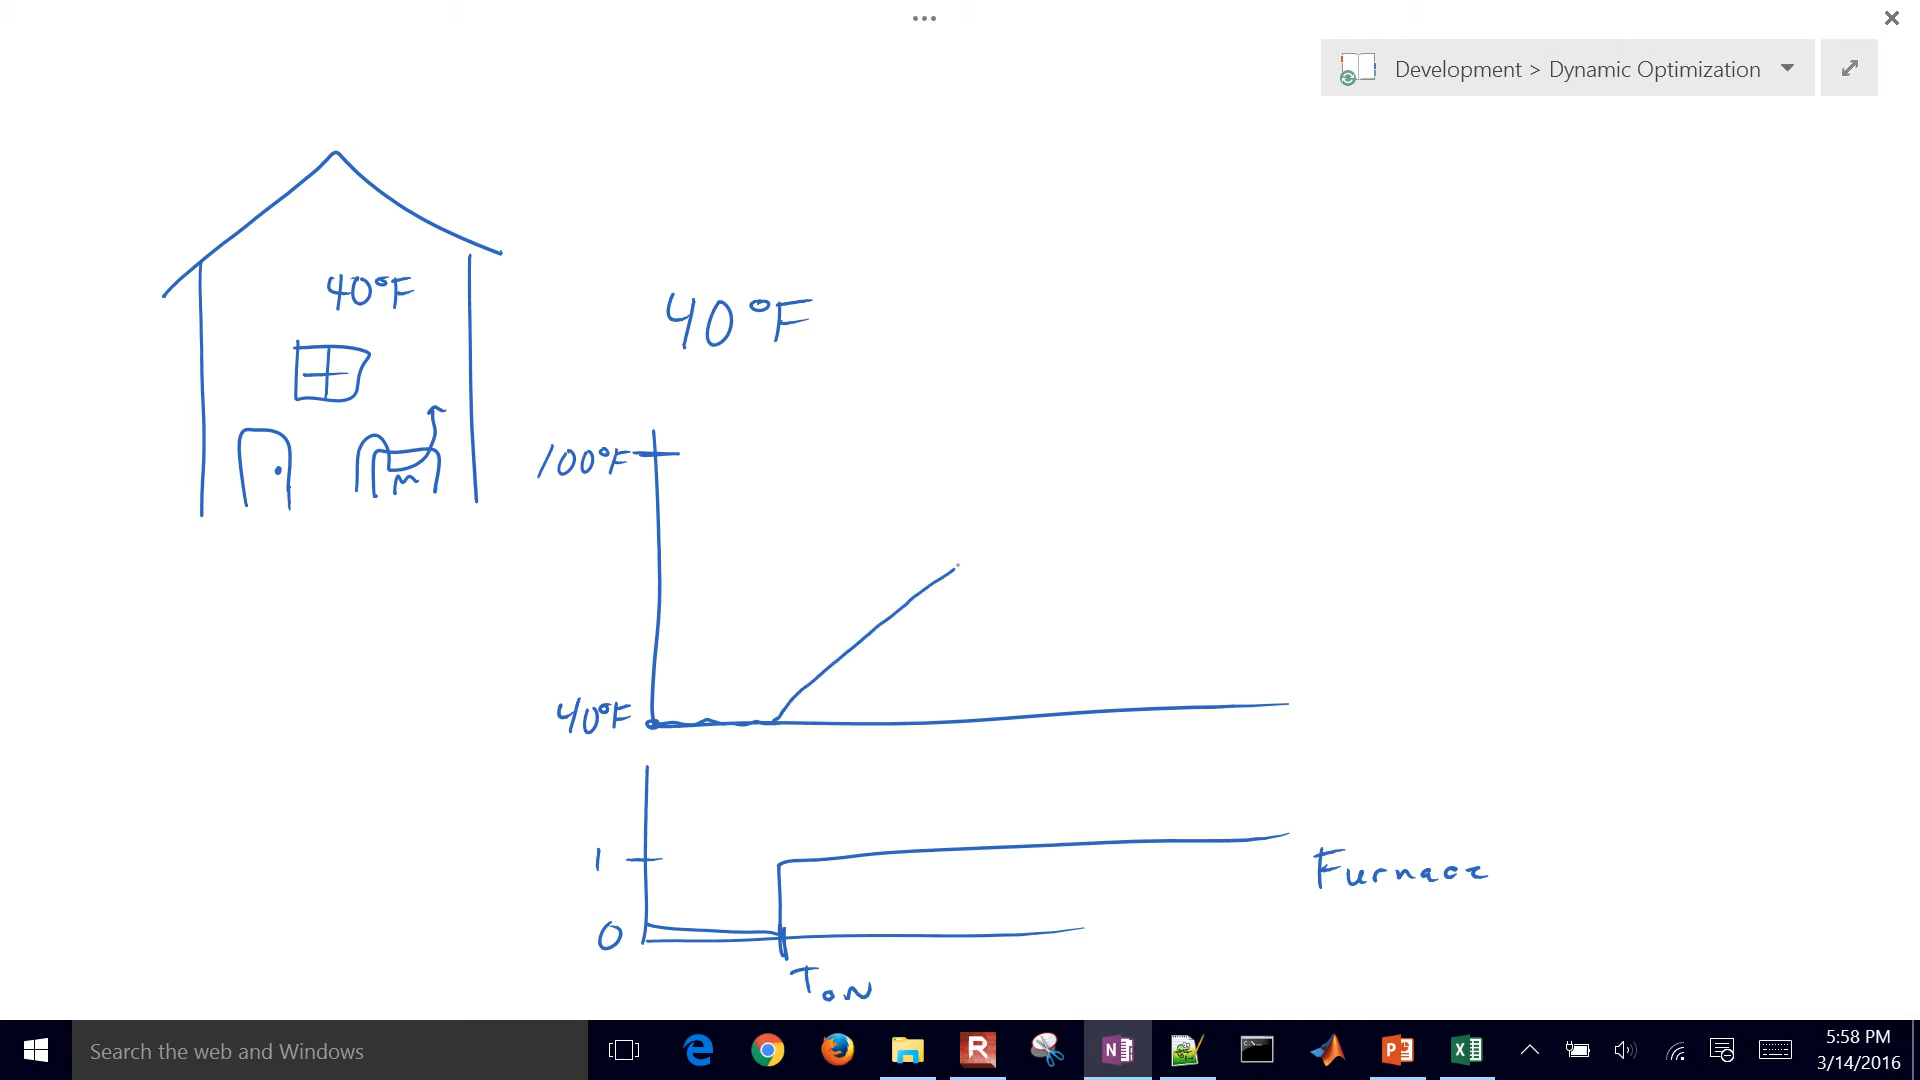 Development > Dynamic Optimization
40°F
40°F
100°F
40°F
1
Furnace
0
TON
Search the web and Windows
5:58 PM
3/14/2016